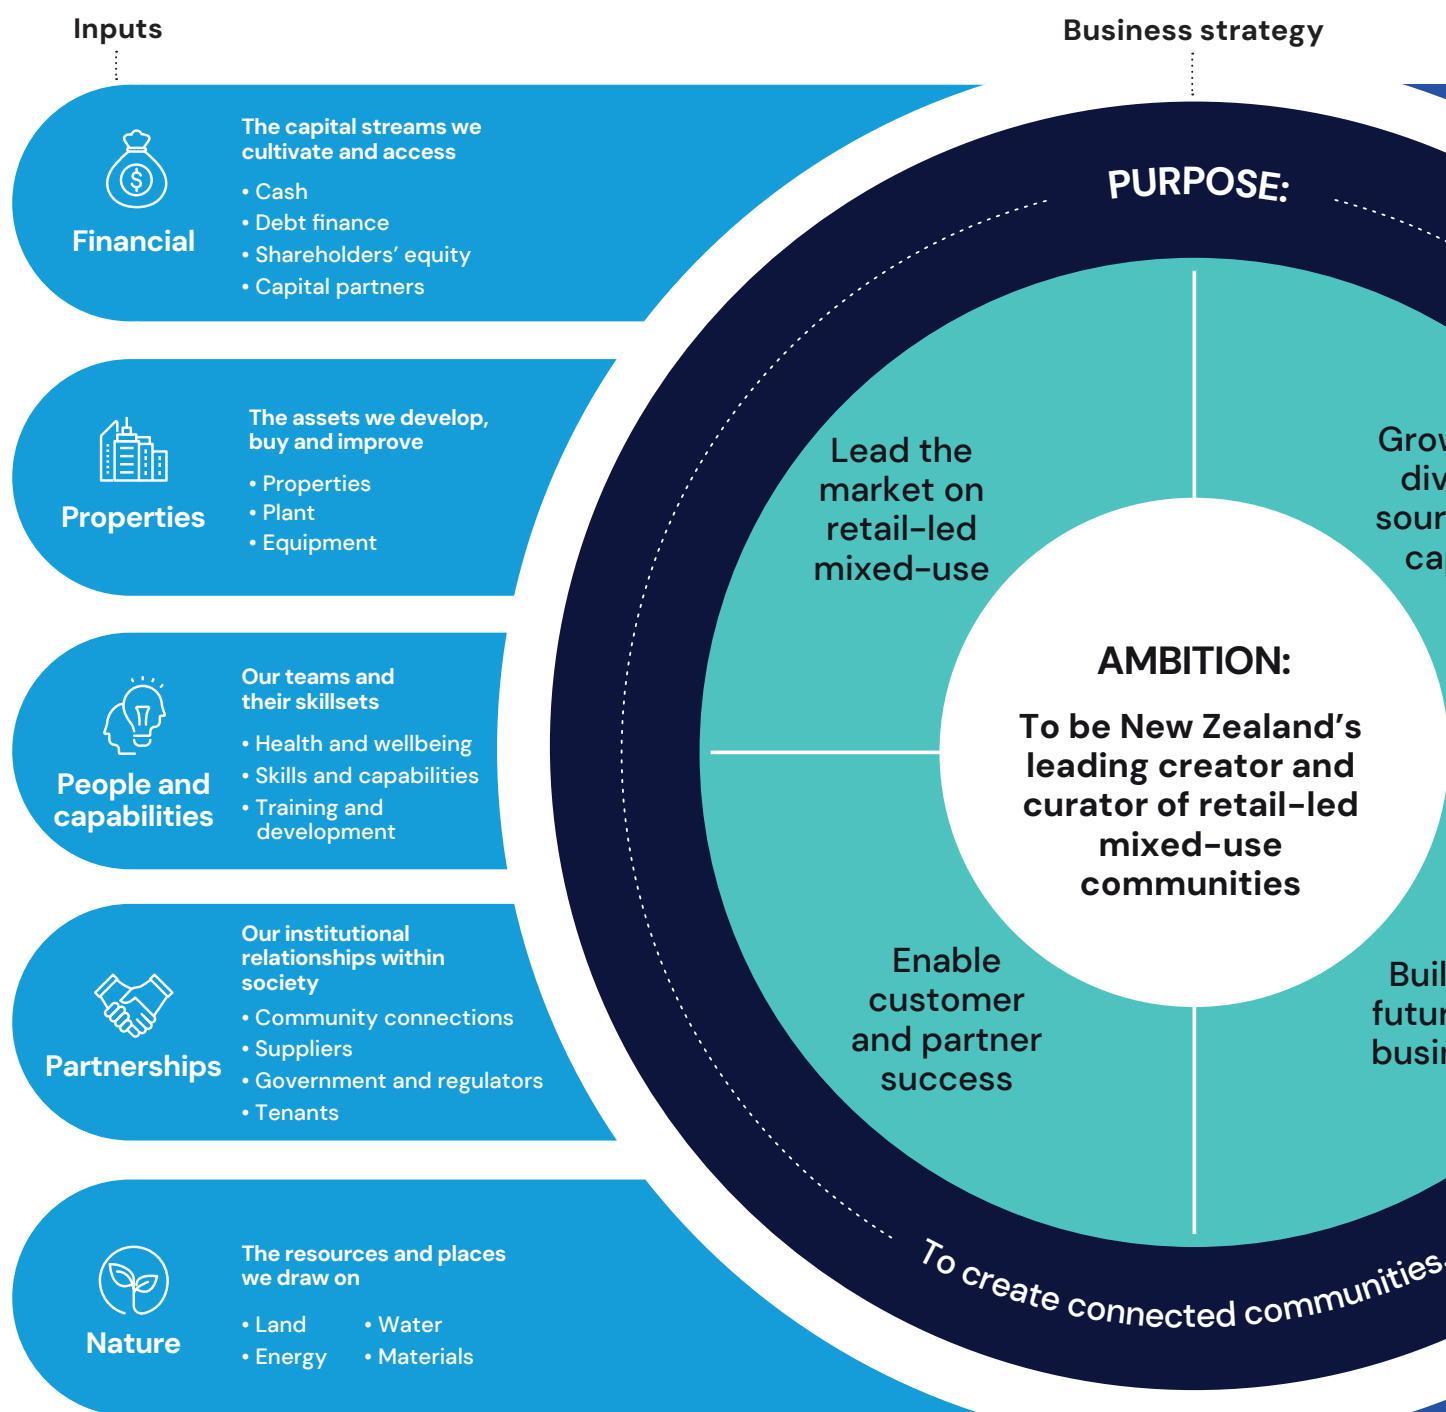 Inputs
Financial
The capital streams we
cultivate and access
• Cash
• Debt finance
• Shareholders’ equity
• Capital partners
Properties
The assets we develop,
buy and improve
• Properties
• Plant
• Equipment
People and
capabilities
Our teams and
their skillsets
• Health and wellbeing
• Skills and capabilities
• Training and
development
Partnerships
Our institutional
relationships within
society
• Community connections
• Suppliers
• Government and regulators
• Tenants
Nature
The resources and places
we draw on
• Land
• Energy
• Water
• Materials
Business strategy
PURPOSE:
Lead the
market on
retail-led
mixed-use
AMBITION:
To be New Zealand’s
leading creator and
curator of retail-led
mixed-use
communities
Enable
customer
and partner
success
To create connected communities.